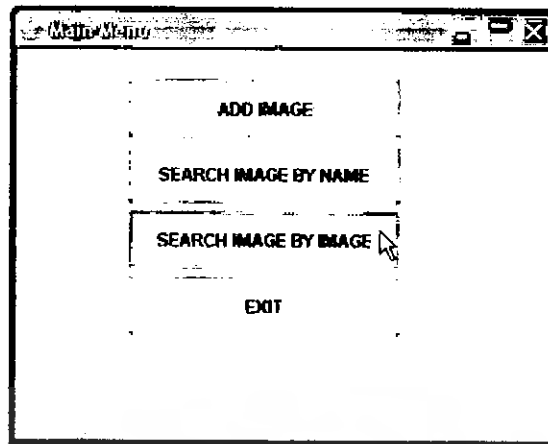 Main Menu
ADD IMAGE
SEARCH IMAGE BY NAME
SEARCH IMAGE BY IMAGE
EXIT